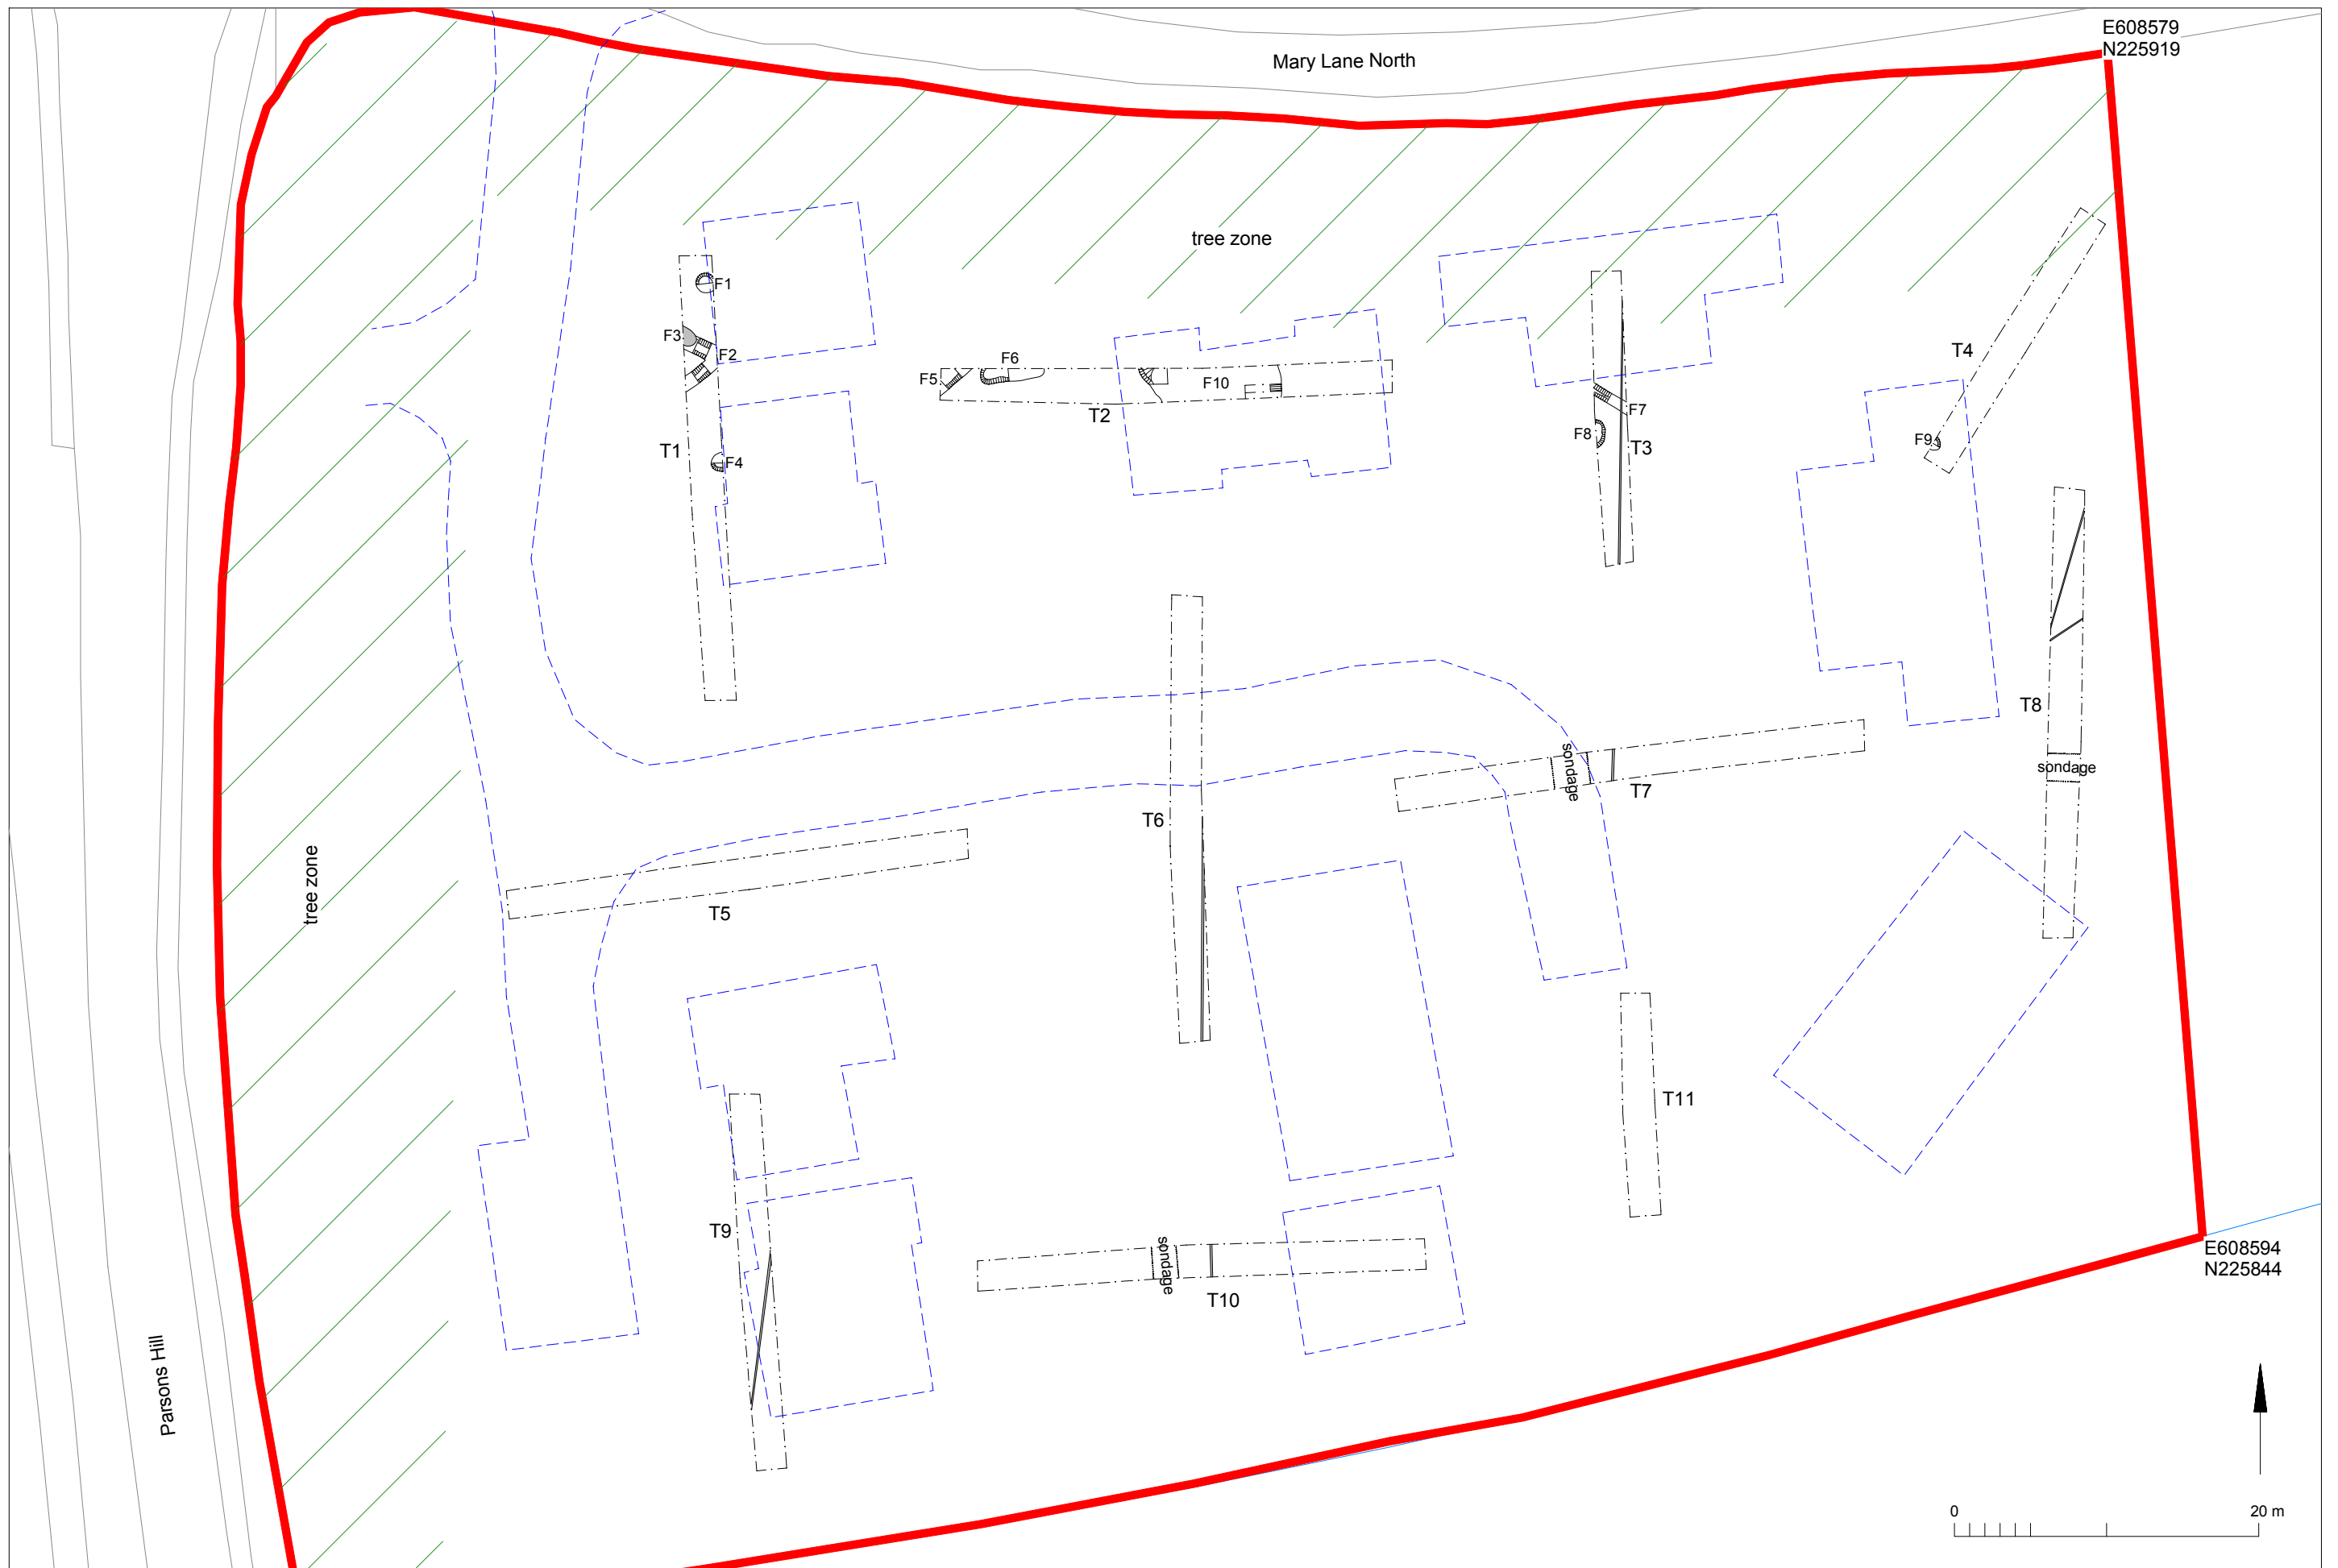 E608579
N225919
Mary Lane North
tree zone
F1
F3
F2
F6
F5
F10
T2
T1
F4
F7
F8
T3
T4
F9
T8
sondage
sondage
T7
T6
tree zone
T5
T11
T9
sondage
T10
E608594
N225844
Parsons Hill
0
20 m